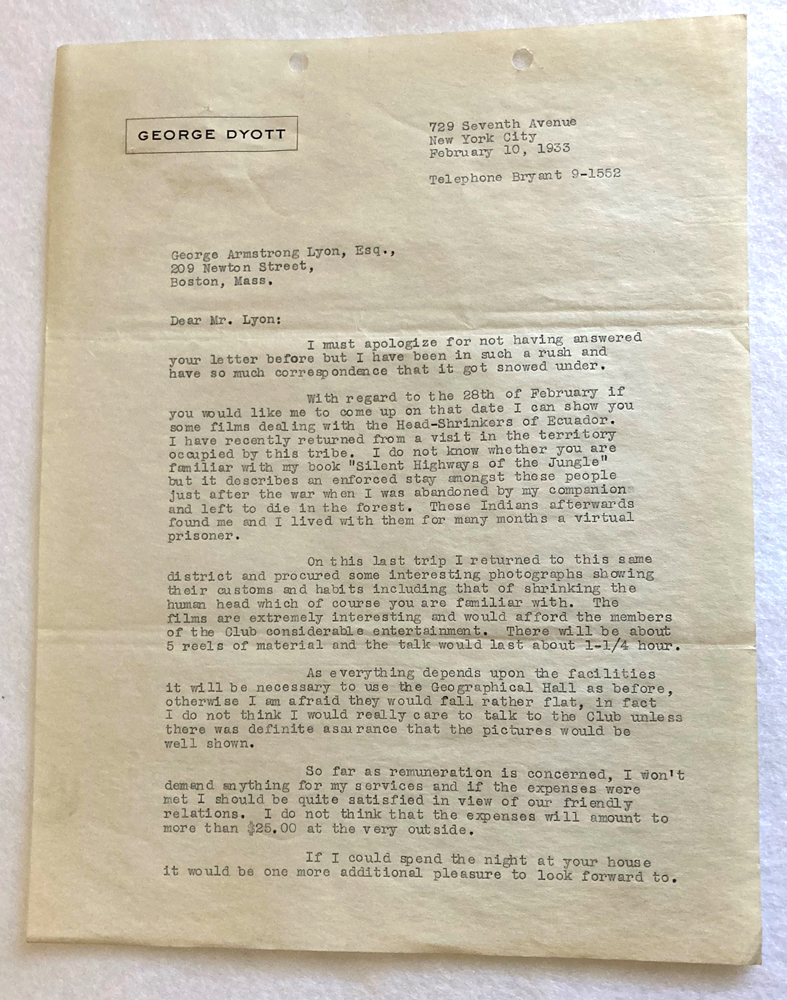 GEORGE DYOTT
729 Seventh Avenue
New York City
February 10, 1933
Telephone Bryant 9-1552
George Armstrong Lyon, Esq.,
209 Newton Street,
Boston, Mass.
Dear Mr. Lyon:
I must apologize for not having answered
your letter before but I have been in such a rush and
have so much correspondence that it got snowed under.
With regard to the 28th of February if
you would like me to come up on that date I can show you
some films dealing with the Head-Shrinkers of Ecuador.
I have recently returned from a visit in the territory
occupied by this tribe. I do not know whether you are
familiar with my book "Silent Highways of the Jungle"
but it describes an enforced stay amongst these people
just after the war when I was abandoned by my companion
and left to die in the forest. These Indians afterwards
found me and I lived with them for many months a virtual
prisoner.
On this last trip I returned to this same
district and procured some interesting photographs showing
their customs and habits including that of shrinking the
human head which of course you are familiar with. The
films are extremely interesting and would afford the members
of the Club considerable entertainment. There will be about
5 reels of material and the talk would last about 1-1/4 hour.
As everything depends upon the facilities
it will be necessary to use the Geographical Hall as before,
otherwise I am afraid they would fall rather flat, in fact
I do not think I would really care to talk to the Club unless
there was definite assurance that the pictures would be
well shown.
So far as remuneration is concerned, I won't
demand anything for my services and if the expenses were
met I should be quite satisfied in view of our friendly
relations. I do not think that the expenses will amount to
more than $25.00 at the very outside.
If I could spend the night at your house
it would be one more additional pleasure to look forward to.